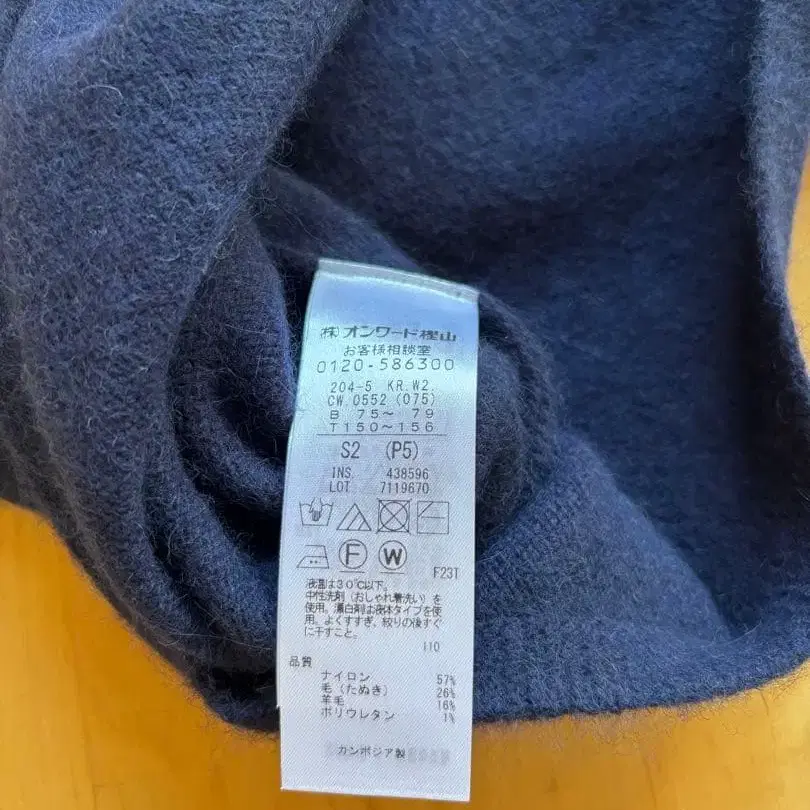 ㈱オンワード樫山
お客様相談室
0120-586300
204-5 KR.W2.
CW.0552 (075)
B 75～ 79
T150～156
S2 (P5)
INS. 438596
LOT 7119670
F W
F23T
液温は30℃以下。
中性洗剤（おしゃれ着洗い）を
使用。漂白剤は液体タイプを使
用。よくすすぎ、絞りの後すぐ
に干すこと。
110
品質
ナイロン 57%
毛（たぬき） 26%
羊毛 16%
ポリウレタン 1%
カンボジア製